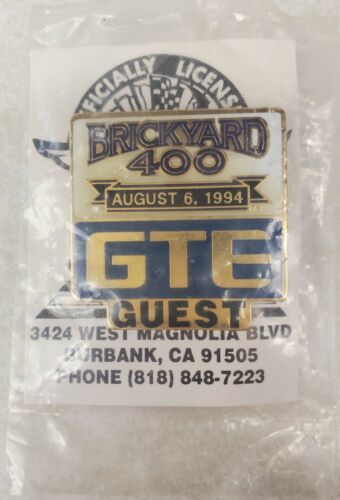 OFFICIALLY LICENSE
BRICKYARD
400
AUGUST 6, 1994
GTE
GUEST
3424 WEST MAGNOLIA BLVD
BURBANK, CA 91505
PHONE (818) 848-7223